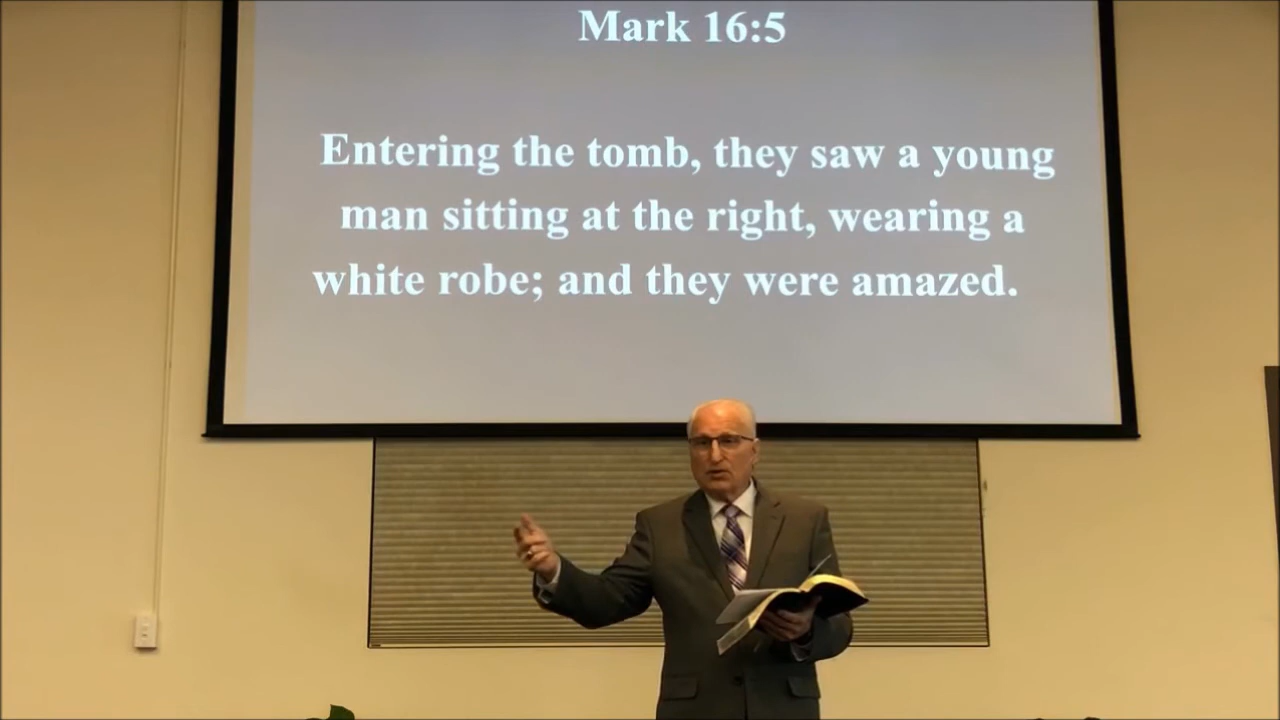 Mark 16:5
Entering the tomb, they saw a young
man sitting at the right, wearing a
white robe; and they were amazed.